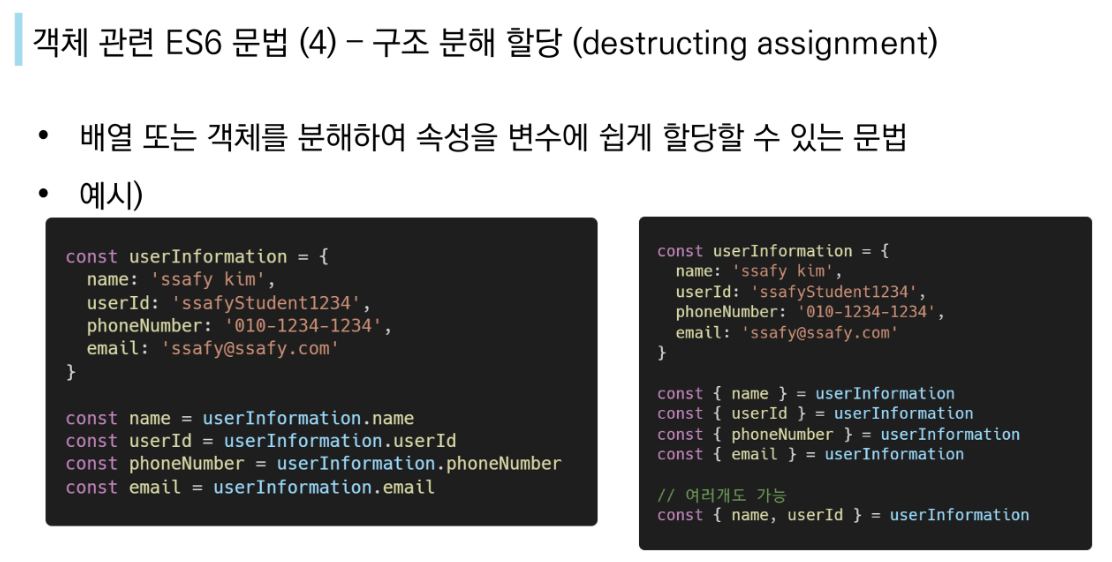 객체 관련 ES6 문법 (4) – 구조 분해 할당 (destructing assignment)
• 배열 또는 객체를 분해하여 속성을 변수에 쉽게 할당할 수 있는 문법
• 예시)
const userInformation = {
  name: 'ssafy kim',
  userId: 'ssafyStudent1234',
  phoneNumber: '010-1234-1234',
  email: 'ssafy@ssafy.com'
}
const name = userInformation.name
const userId = userInformation.userId
const phoneNumber = userInformation.phoneNumber
const email = userInformation.email
const userInformation = {
  name: 'ssafy kim',
  userId: 'ssafyStudent1234',
  phoneNumber: '010-1234-1234',
  email: 'ssafy@ssafy.com'
}
const { name } = userInformation
const { userId } = userInformation
const { phoneNumber } = userInformation
const { email } = userInformation
// 여러개도 가능
const { name, userId } = userInformation